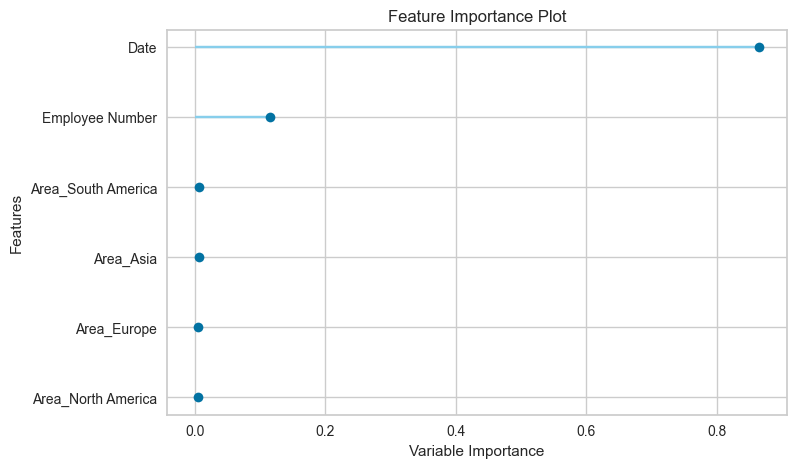 Feature Importance Plot
Date
Employee Number
Area_South America
Area_Asia
Area_Europe
Area_North America
Features
0.0 0.2 0.4 0.6 0.8
Variable Importance